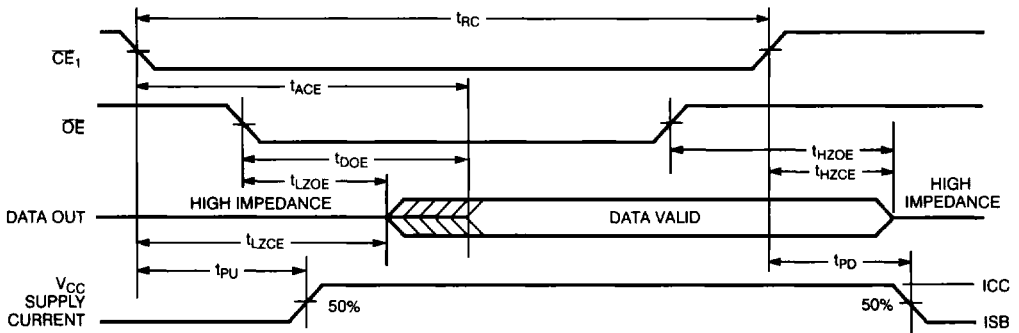 tRC
CE1
tACE
OE
tDOE
tHZOE
tLZOE
tHZCE
HIGH IMPEDANCE
HIGH IMPEDANCE
DATA OUT
DATA VALID
tLZCE
tPU
tPD
VCC SUPPLY CURRENT
50%
50%
ICC
ISB